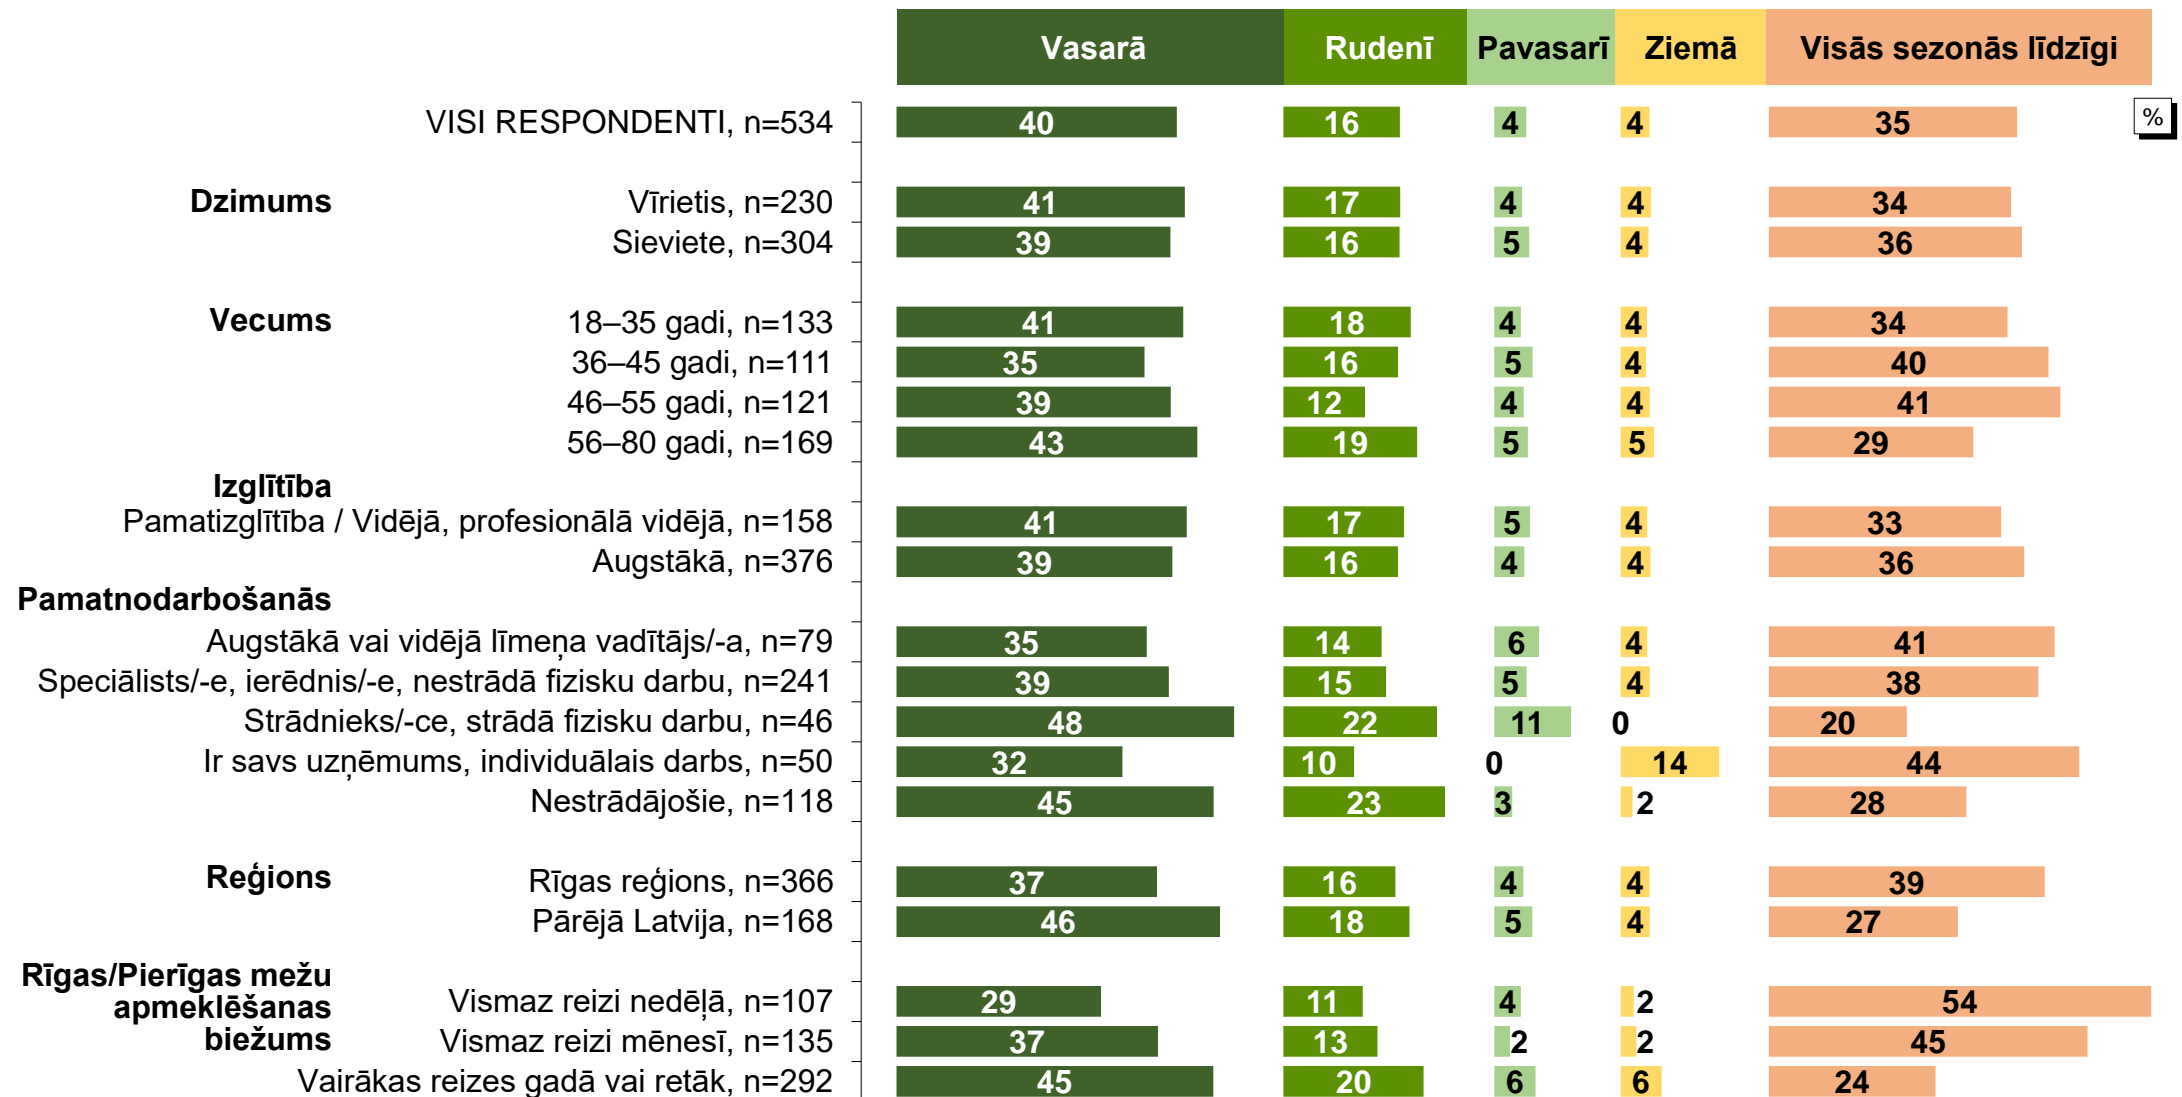 Vasarā Rudenī Pavasarī Ziemā Visās sezonās līdzīgi
%
VISI RESPONDENTI, n=534 40 16 4 4 35
Dzimums Vīrietis, n=230 41 17 4 4 34
Sieviete, n=304 39 16 5 4 36
Vecums 18–35 gadi, n=133 41 18 4 4 34
36–45 gadi, n=111 35 16 5 4 40
46–55 gadi, n=121 39 12 4 4 41
56–80 gadi, n=169 43 19 5 5 29
Izglītība
Pamatizglītība / Vidējā, profesionālā vidējā, n=158 41 17 5 4 33
Augstākā, n=376 39 16 4 4 36
Pamatnodarbošanās
Augstākā vai vidējā līmeņa vadītājs/-a, n=79 35 14 6 4 41
Speciālists/-e, ierēdnis/-e, nestrādā fizisku darbu, n=241 39 15 5 4 38
Strādnieks/-ce, strādā fizisku darbu, n=46 48 22 11 0 20
Ir savs uzņēmums, individuālais darbs, n=50 32 10 0 14 44
Nestrādājošie, n=118 45 23 3 2 28
Reģions Rīgas reģions, n=366 37 16 4 4 39
Pārējā Latvija, n=168 46 18 5 4 27
Rīgas/Pierīgas mežu
apmeklēšanas
biežums
Vismaz reizi nedēļā, n=107 29 11 4 2 54
Vismaz reizi mēnesī, n=135 37 13 2 2 45
Vairākas reizes gadā vai retāk, n=292 45 20 6 6 24